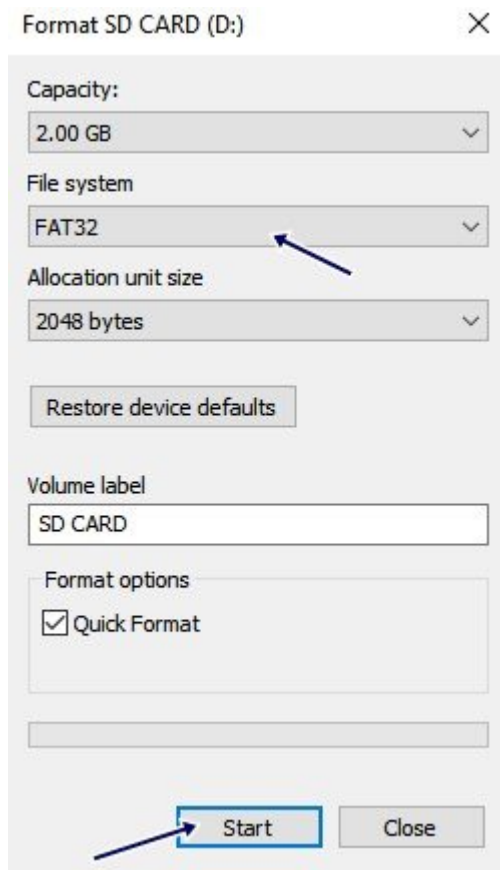 Format SD CARD (D:)
Capacity:
2.00 GB
File system
FAT32
Allocation unit size
2048 bytes
Restore device defaults
Volume label
SD CARD
Format options
Quick Format
Start Close